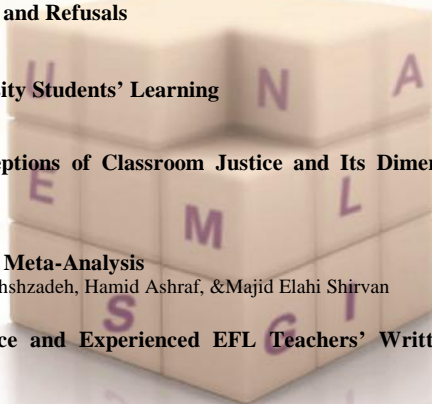 and Refusals
U N A
ity Students' Learning
eptions of Classroom Justice and Its Dimer
E M L
Meta-Analysis
hshzadeh, Hamid Ashraf, &Majid Elahi Shirvan
S G I
ce and Experienced EFL Teachers' Writt